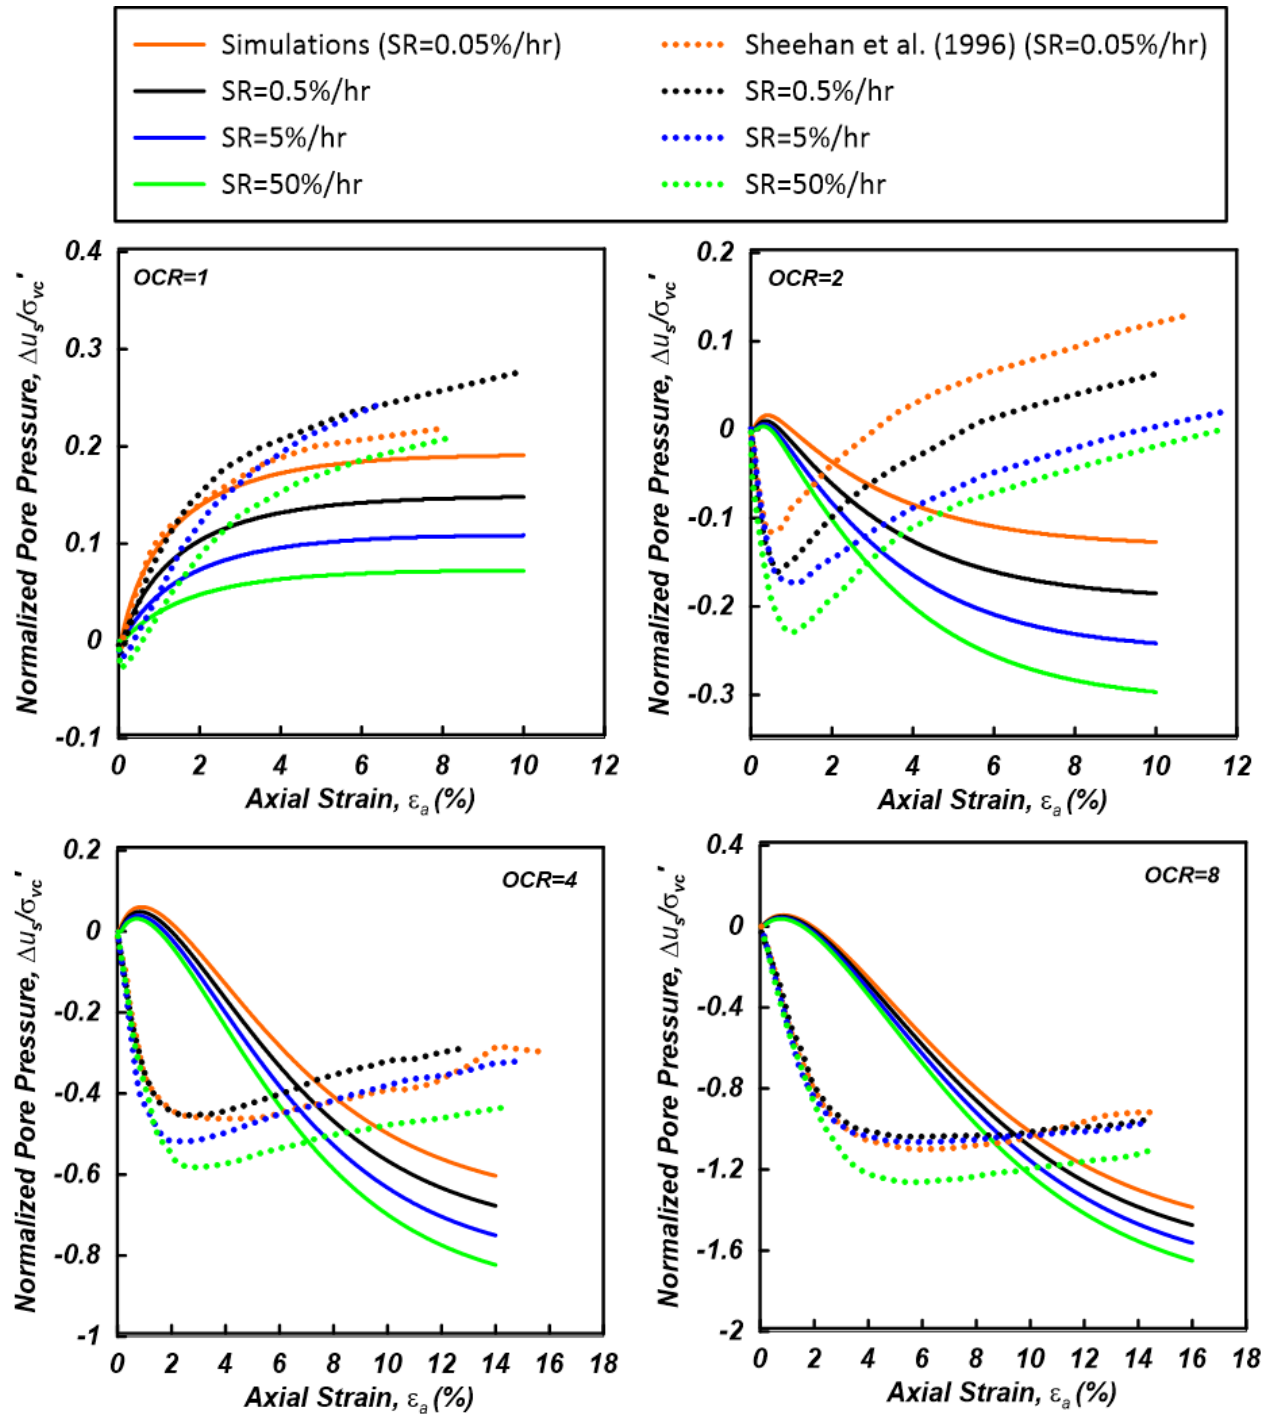 Simulations (SR=0.05%/hr)
Sheehan et al. (1996) (SR=0.05%/hr)
SR=0.5%/hr
SR=0.5%/hr
SR=5%/hr
SR=5%/hr
SR=50%/hr
SR=50%/hr
Normalized Pore Pressure, Δus/σvc'
OCR=1
0.4
0.3
0.2
0.1
0
-0.1
0 2 4 6 8 10 12
Axial Strain, εa (%)
Normalized Pore Pressure, Δus/σvc'
OCR=2
0.2
0.1
0
-0.1
-0.2
-0.3
0 2 4 6 8 10 12
Axial Strain, εa (%)
Normalized Pore Pressure, Δus/σvc'
OCR=4
0.2
0
-0.2
-0.4
-0.6
-0.8
-1
0 2 4 6 8 10 12 14 16 18
Axial Strain, εa (%)
Normalized Pore Pressure, Δus/σvc'
OCR=8
0.4
0
-0.4
-0.8
-1.2
-1.6
-2
0 2 4 6 8 10 12 14 16 18
Axial Strain, εa (%)